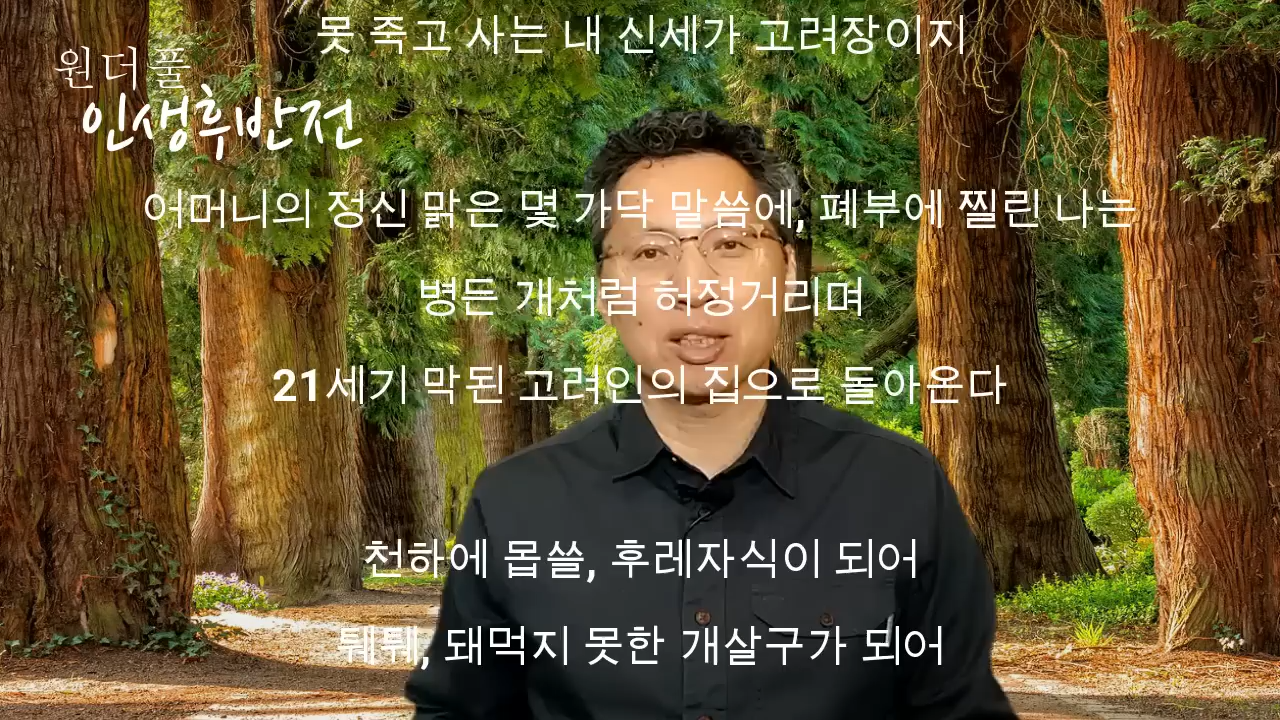 못 죽고 사는 내 신세가 고려장이지
원더풀
인생후반전
어머니의 정신 맑은 몇 가닥 말씀에, 폐부에 찔린 나는
병든 개처럼 허정거리며
21세기 막된 고려인의 집으로 돌아온다
천하에 몹쓸, 후레자식이 되어
퉤퉤, 돼먹지 못한 개살구가 되어